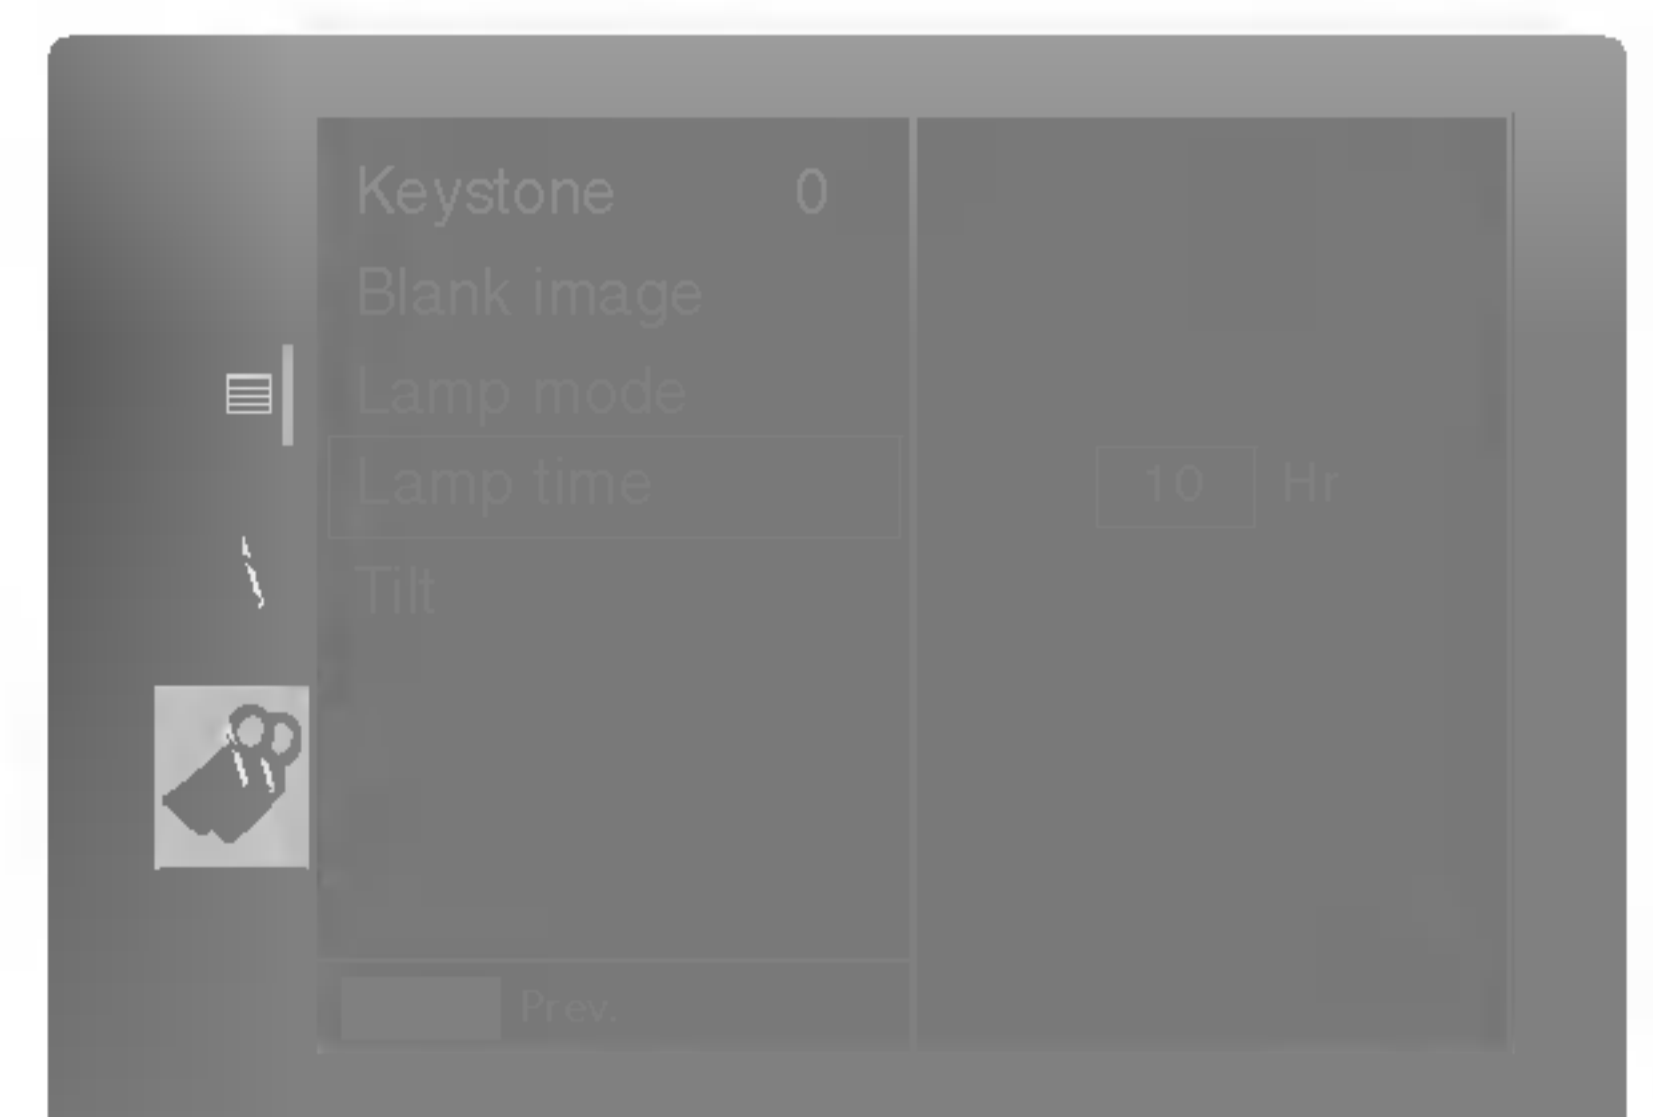 Keystone 0
Blank image
Lamp mode
Lamp time 10 Hr
Tilt
Prev.